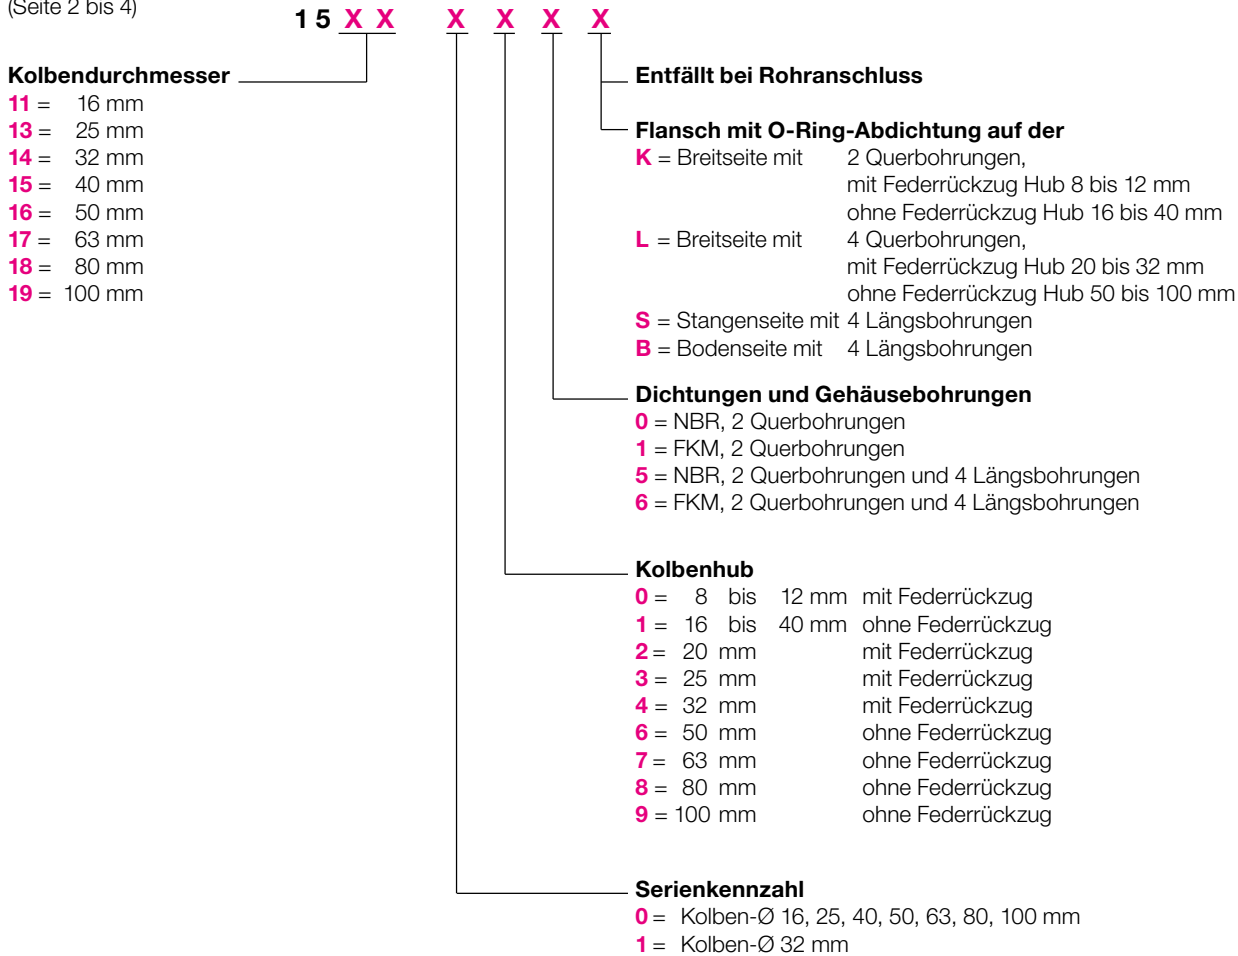 (Seite 2 bis 4)
1 5 X X X X X X
Kolbendurchmesser
11 = 16 mm
13 = 25 mm
14 = 32 mm
15 = 40 mm
16 = 50 mm
17 = 63 mm
18 = 80 mm
19 = 100 mm
Entfällt bei Rohranschluss
Flansch mit O-Ring-Abdichtung auf der
K = Breitseite mit 2 Querbohrungen,
mit Federrückzug Hub 8 bis 12 mm
ohne Federrückzug Hub 16 bis 40 mm
L = Breitseite mit 4 Querbohrungen,
mit Federrückzug Hub 20 bis 32 mm
ohne Federrückzug Hub 50 bis 100 mm
S = Stangenseite mit 4 Längsbohrungen
B = Bodenseite mit 4 Längsbohrungen
Dichtungen und Gehäusebohrungen
0 = NBR, 2 Querbohrungen
1 = FKM, 2 Querbohrungen
5 = NBR, 2 Querbohrungen und 4 Längsbohrungen
6 = FKM, 2 Querbohrungen und 4 Längsbohrungen
Kolbenhub
0 = 8 bis 12 mm mit Federrückzug
1 = 16 bis 40 mm ohne Federrückzug
2 = 20 mm mit Federrückzug
3 = 25 mm mit Federrückzug
4 = 32 mm mit Federrückzug
6 = 50 mm ohne Federrückzug
7 = 63 mm ohne Federrückzug
8 = 80 mm ohne Federrückzug
9 = 100 mm ohne Federrückzug
Serienkennzahl
0 = Kolben-Ø 16, 25, 40, 50, 63, 80, 100 mm
1 = Kolben-Ø 32 mm